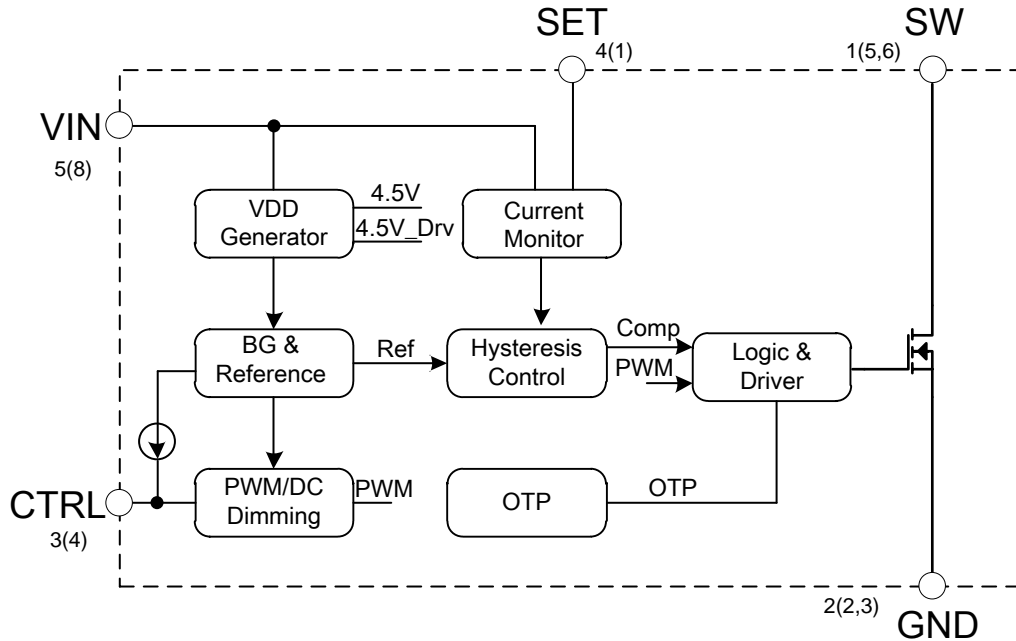 SET
4(1)
SW
1(5,6)
VIN
5(8)
VDD
Generator
4.5V
4.5V_Drv
Current
Monitor
BG &
Reference
Ref
Hysteresis
Control
Comp
PWM
Logic &
Driver
CTRL
3(4)
PWM/DC
Dimming
PWM
OTP
OTP
2(2,3)
GND